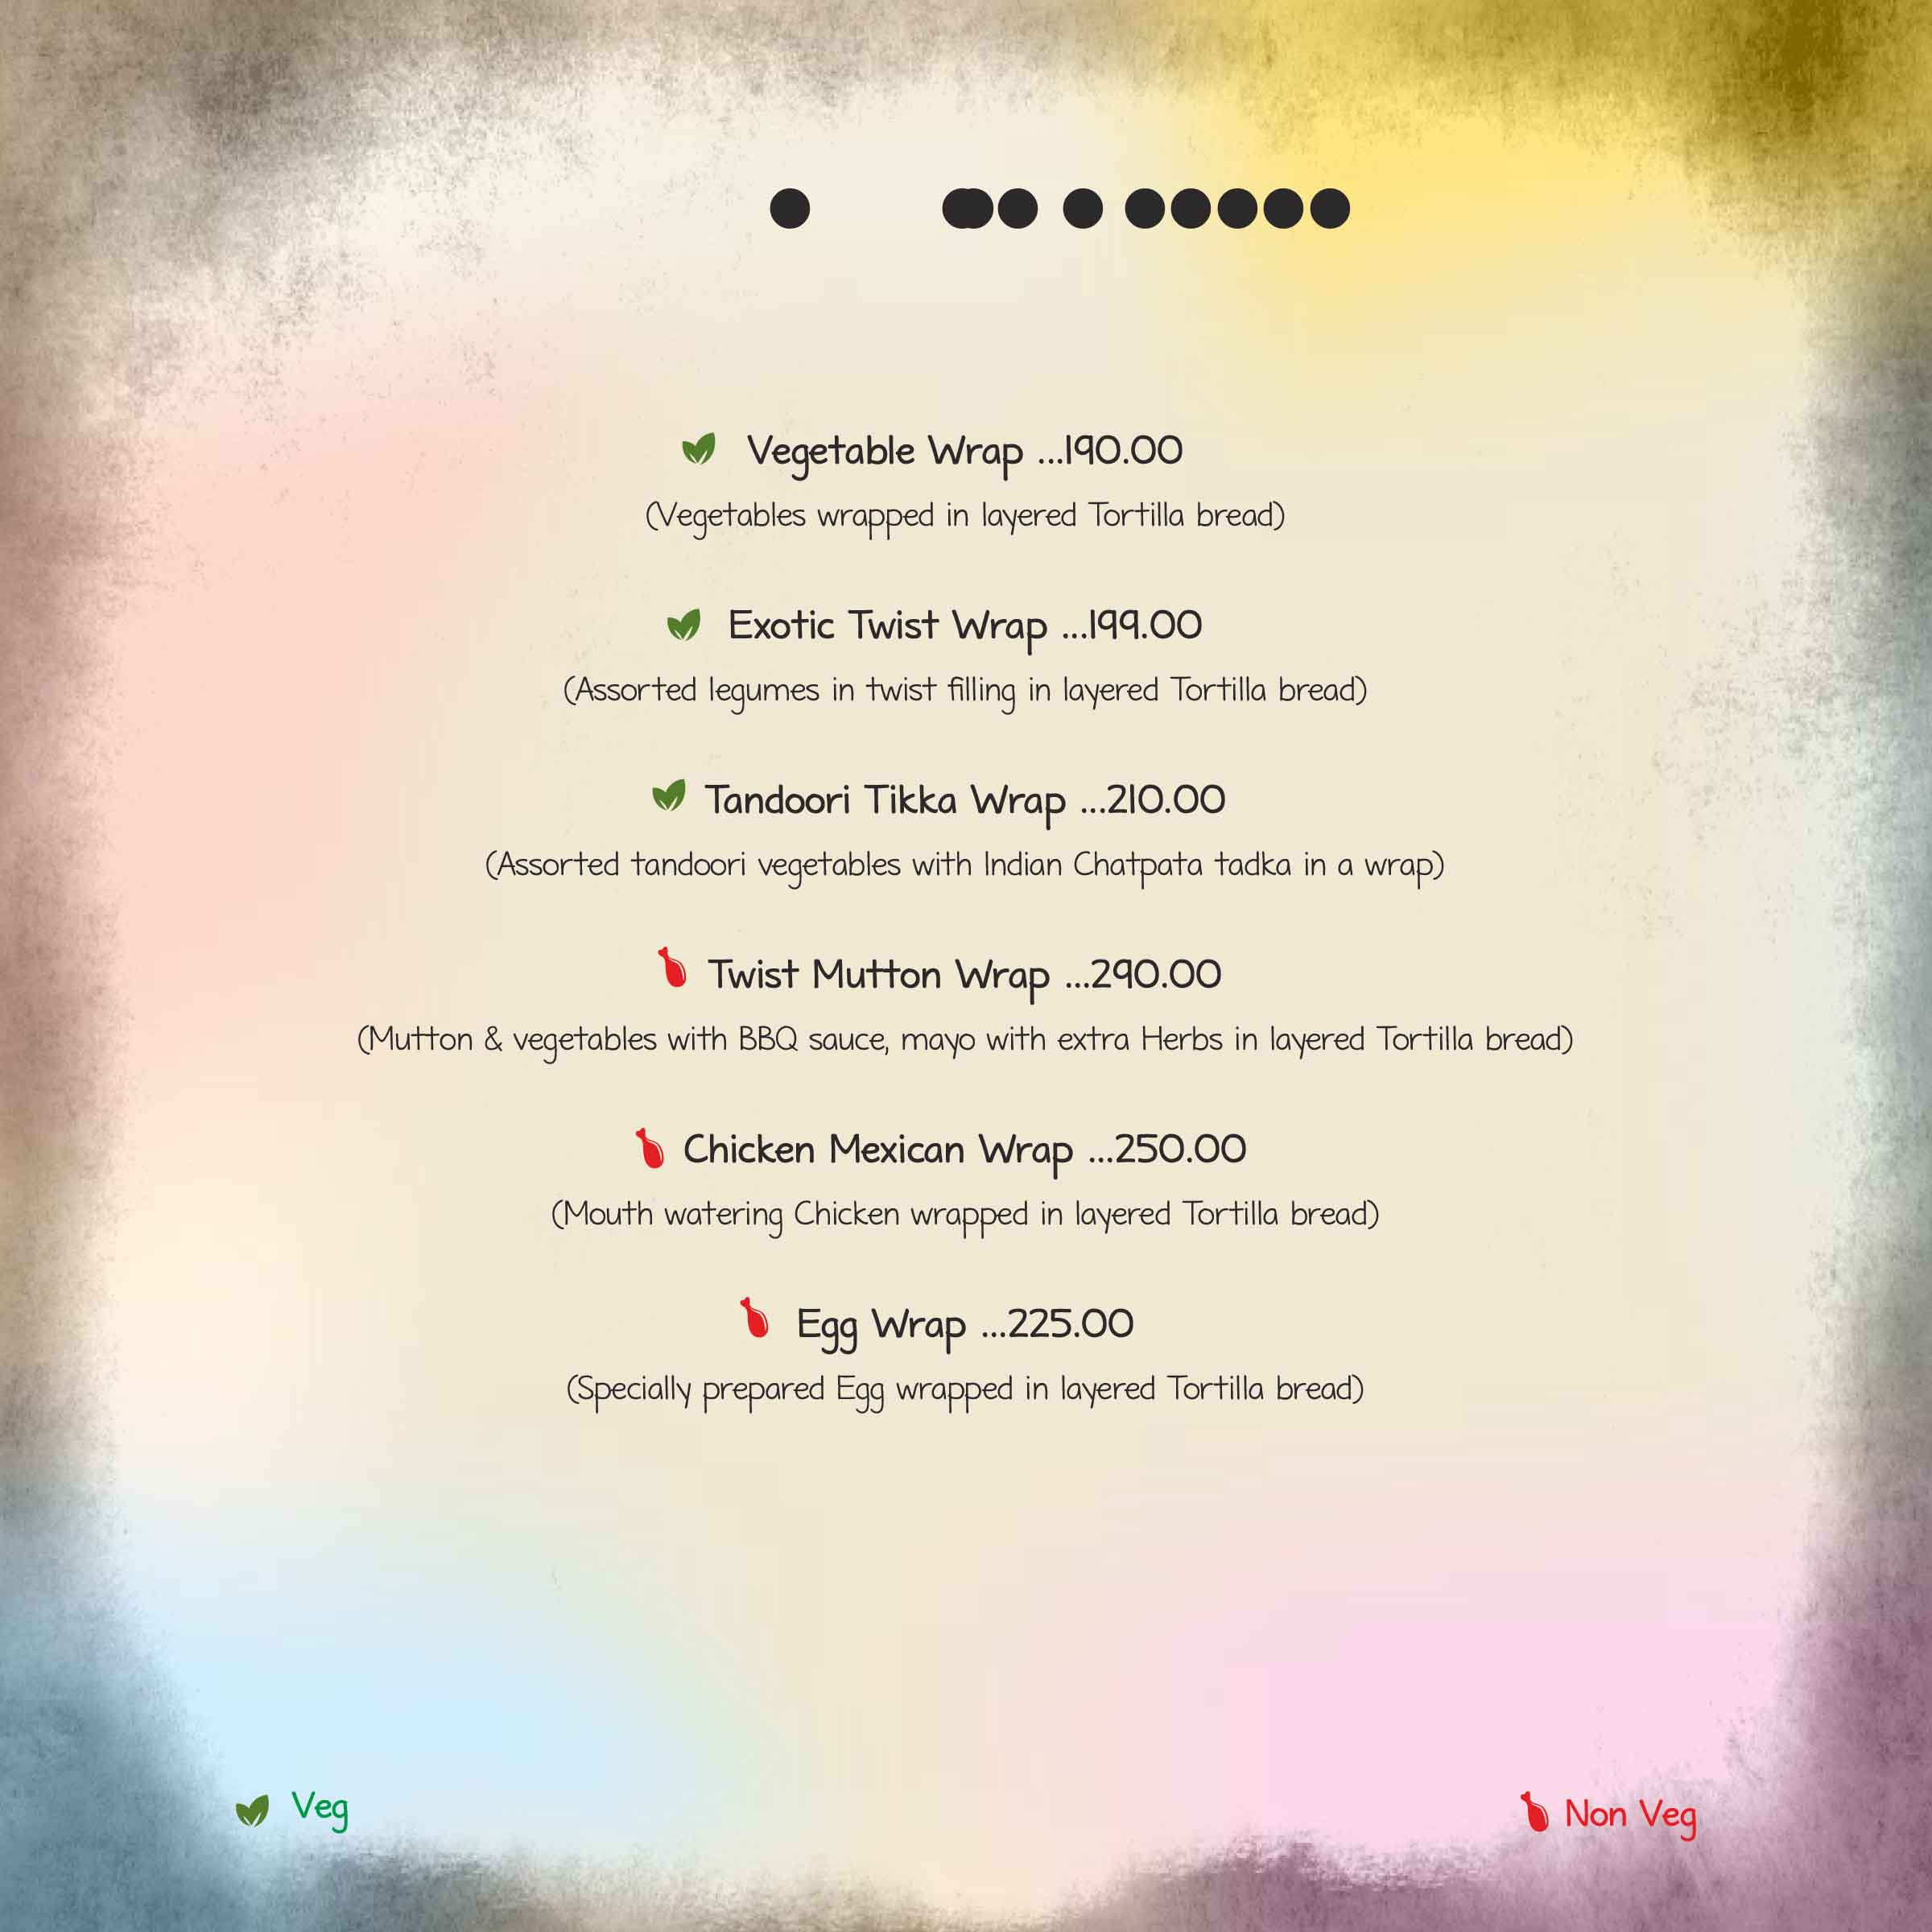 Vegetable Wrap ...190.00
(Vegetables wrapped in layered Tortilla bread)
Exotic Twist Wrap ...199.00
(Assorted legumes in twist filling in layered Tortilla bread)
Tandoori Tikka Wrap ...210.00
(Assorted tandoori vegetables with Indian Chatpata tadka in a wrap)
Twist Mutton Wrap ...290.00
(Mutton & vegetables with BBQ sauce, mayo with extra Herbs in layered Tortilla bread)
Chicken Mexican Wrap ...250.00
(Mouth watering Chicken wrapped in layered Tortilla bread)
Egg Wrap ...225.00
(Specially prepared Egg wrapped in layered Tortilla bread)
Veg
Non Veg